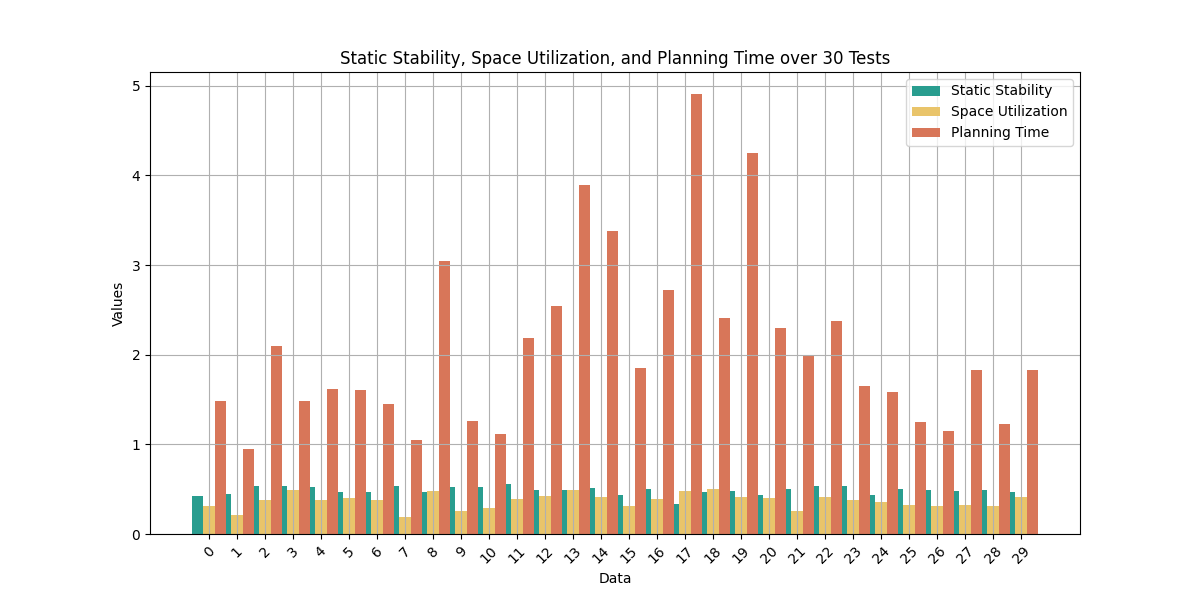 Static Stability, Space Utilization, and Planning Time over 30 Tests
Static Stability
Space Utilization
Planning Time
5
4
3
2
1
0
Values
0 1 2 3 4 5 6 7 8 9 10 11 12 13 14 15 16 17 18 19 20 21 22 23 24 25 26 27 28 29
Data